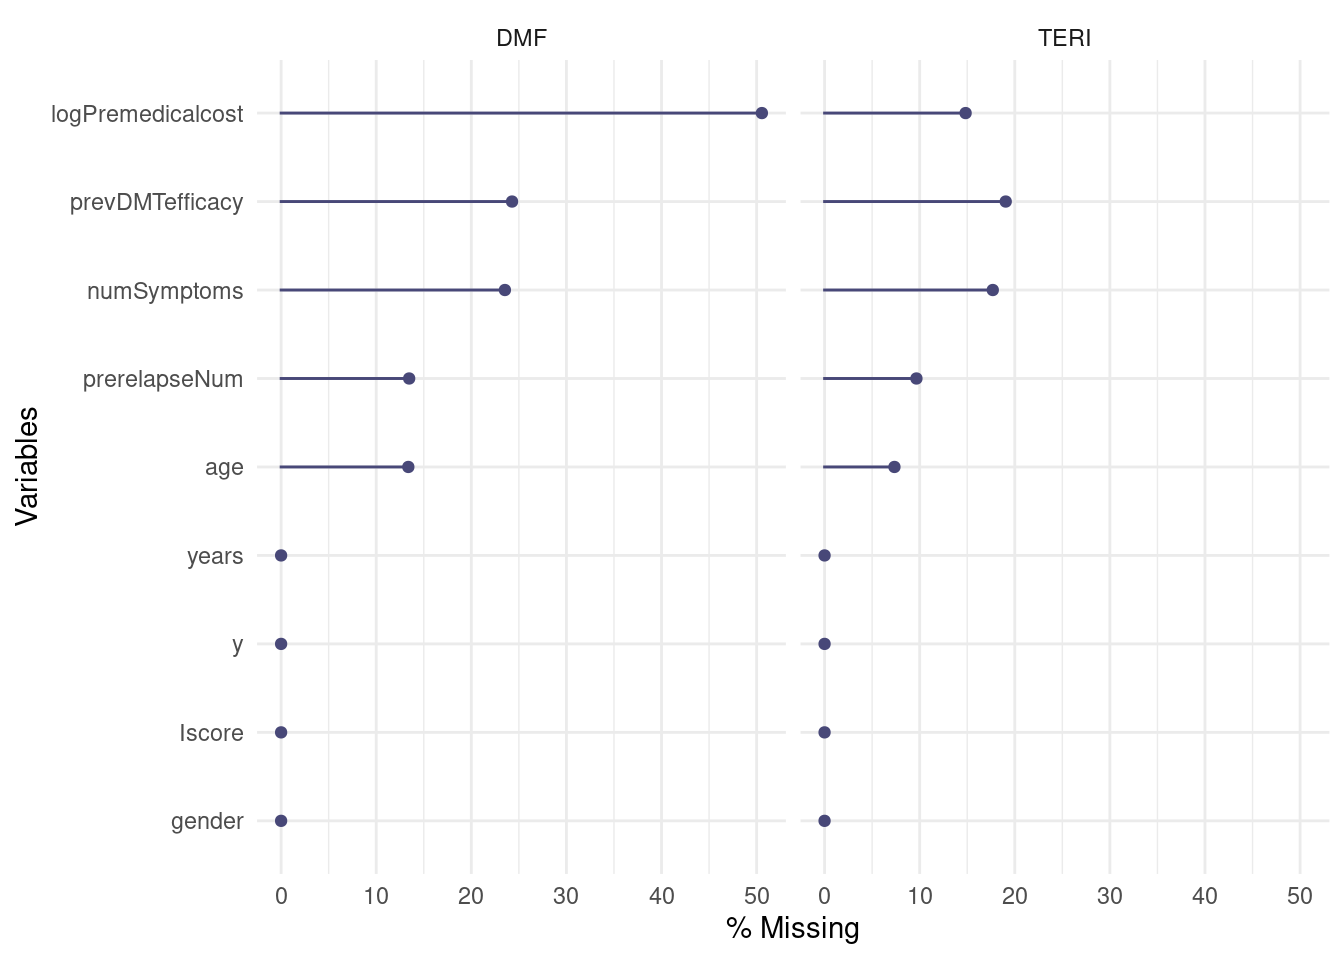 DMF
TERI
logPremedicalcost
prevDMTefficacy
numSymptoms
prerelapseNum
age
years
y
Iscore
gender
Variables
0 10 20 30 40 50
0 10 20 30 40 50
% Missing